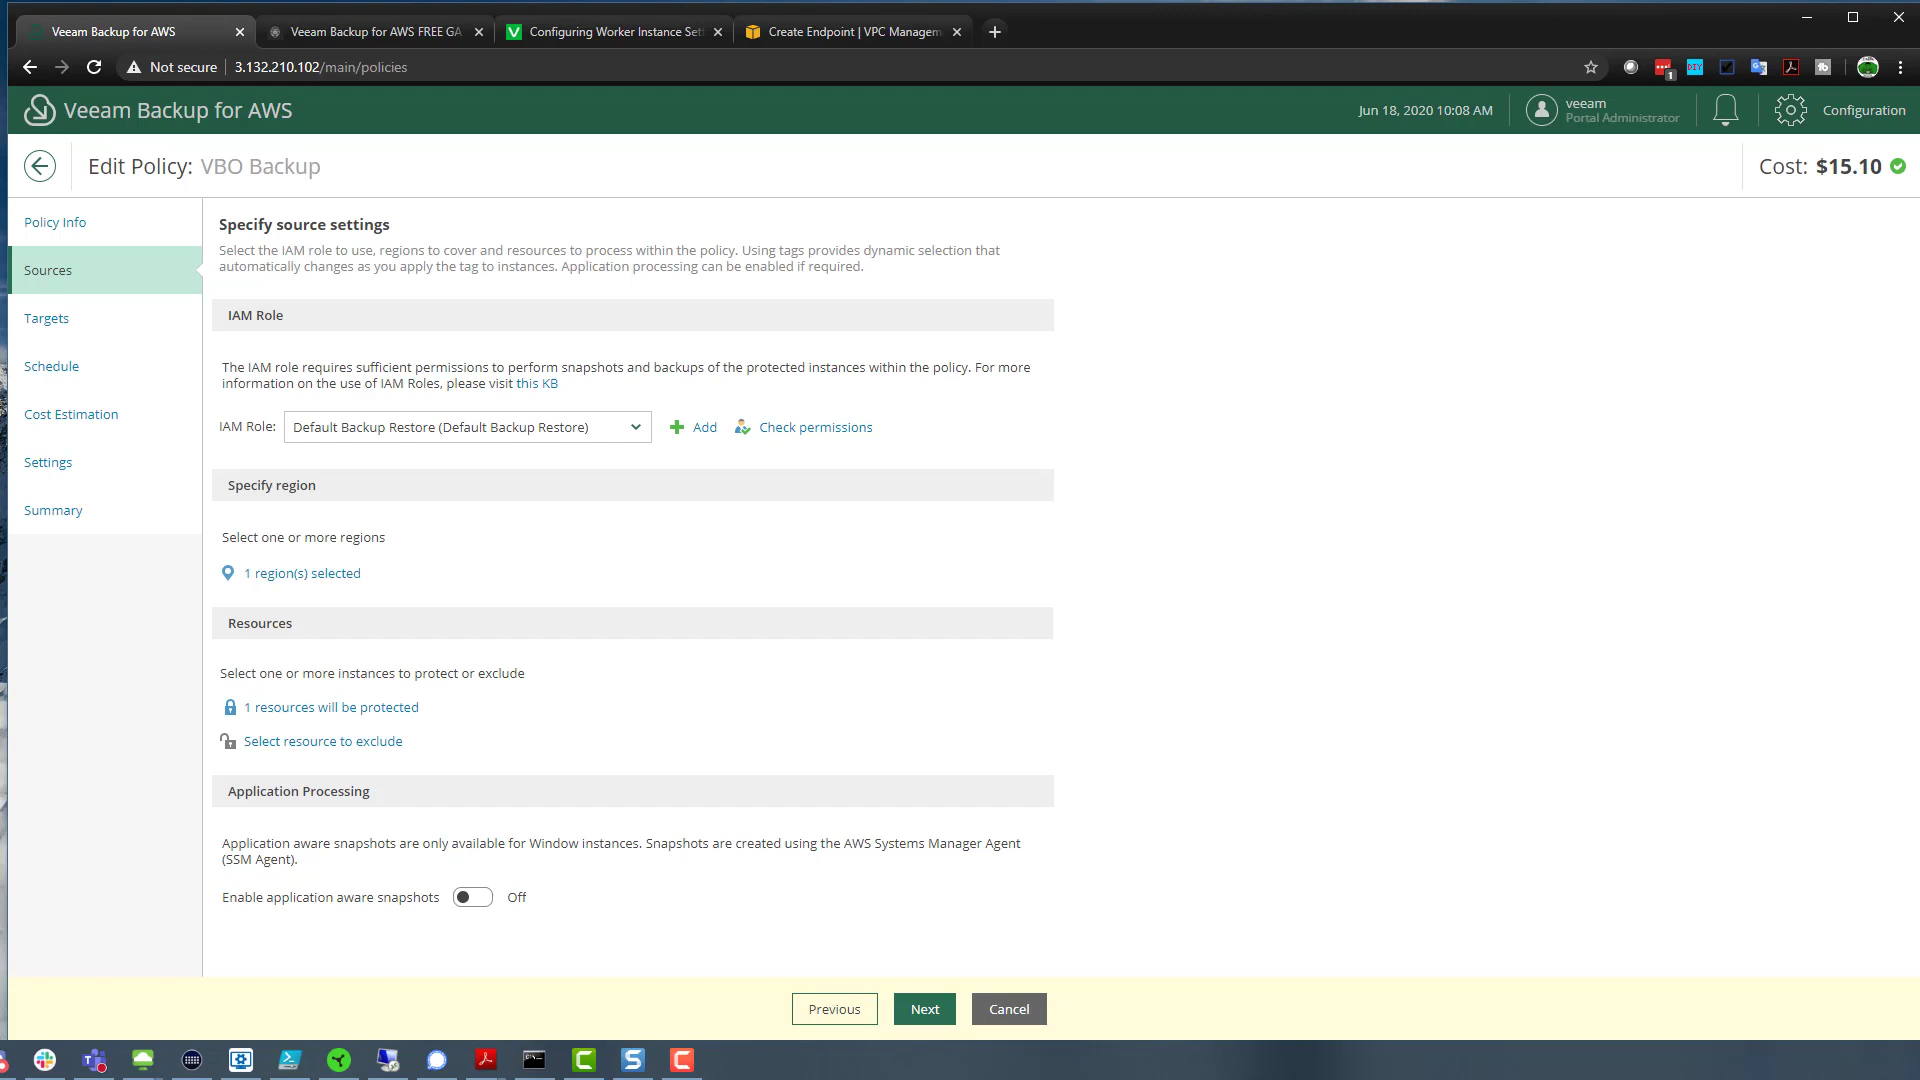 Veeam Backup for AWS
Veeam Backup for AWS FREE GA
Configuring Worker Instance Set
Create Endpoint | VPC Managem
Not secure
3.132.210.102/main/policies
1
DIY
Veeam Backup for AWS
Jun 18, 2020 10:08 AM
veeam
Portal Administrator
Configuration
Edit Policy: VBO Backup
Cost: $15.10
Policy Info
Sources
Targets
Schedule
Cost Estimation
Settings
Summary
Specify source settings
Select the IAM role to use, regions to cover and resources to process within the policy. Using tags provides dynamic selection that
automatically changes as you apply the tag to instances. Application processing can be enabled if required.
IAM Role
The IAM role requires sufficient permissions to perform snapshots and backups of the protected instances within the policy. For more
information on the use of IAM Roles, please visit this KB
IAM Role: Default Backup Restore (Default Backup Restore) Add Check permissions
Specify region
Select one or more regions
1 region(s) selected
Resources
Select one or more instances to protect or exclude
1 resources will be protected
Select resource to exclude
Application Processing
Application aware snapshots are only available for Window instances. Snapshots are created using the AWS Systems Manager Agent
(SSM Agent).
Enable application aware snapshots Off
Previous
Next
Cancel